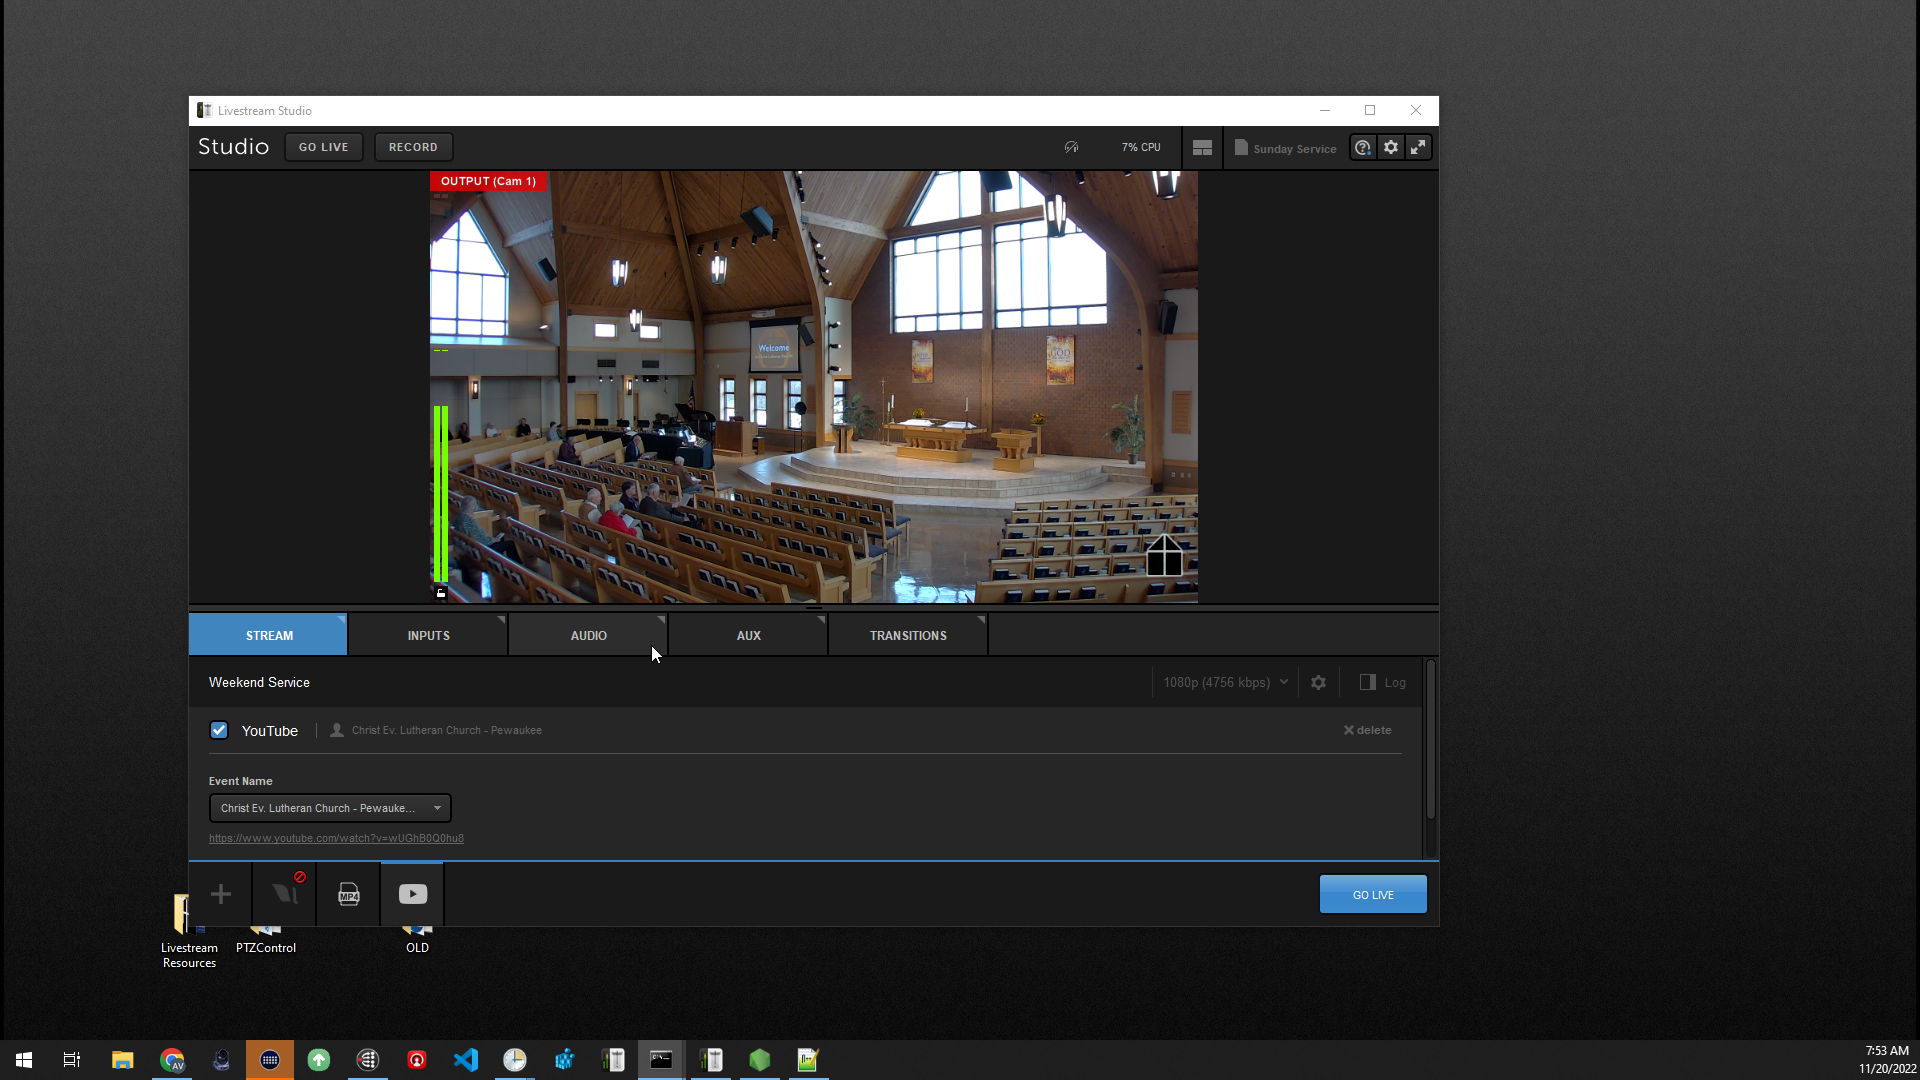 Livestream Studio
Studio
GO LIVE
RECORD
7% CPU
Sunday Service
OUTPUT (Cam 1)
Welcome
GOD
STREAM
INPUTS
AUDIO
AUX
TRANSITIONS
Weekend Service
1080p (4756 kbps)
Log
YouTube
Christ Ev. Lutheran Church - Pewaukee
delete
Event Name
Christ Ev. Lutheran Church - Pewauke...
https://www.youtube.com/watch?v=wUGhB0Q0hu8
MP4
GO LIVE
Livestream
Resources
PTZControl
OLD
AV
7:53 AM
11/20/2022